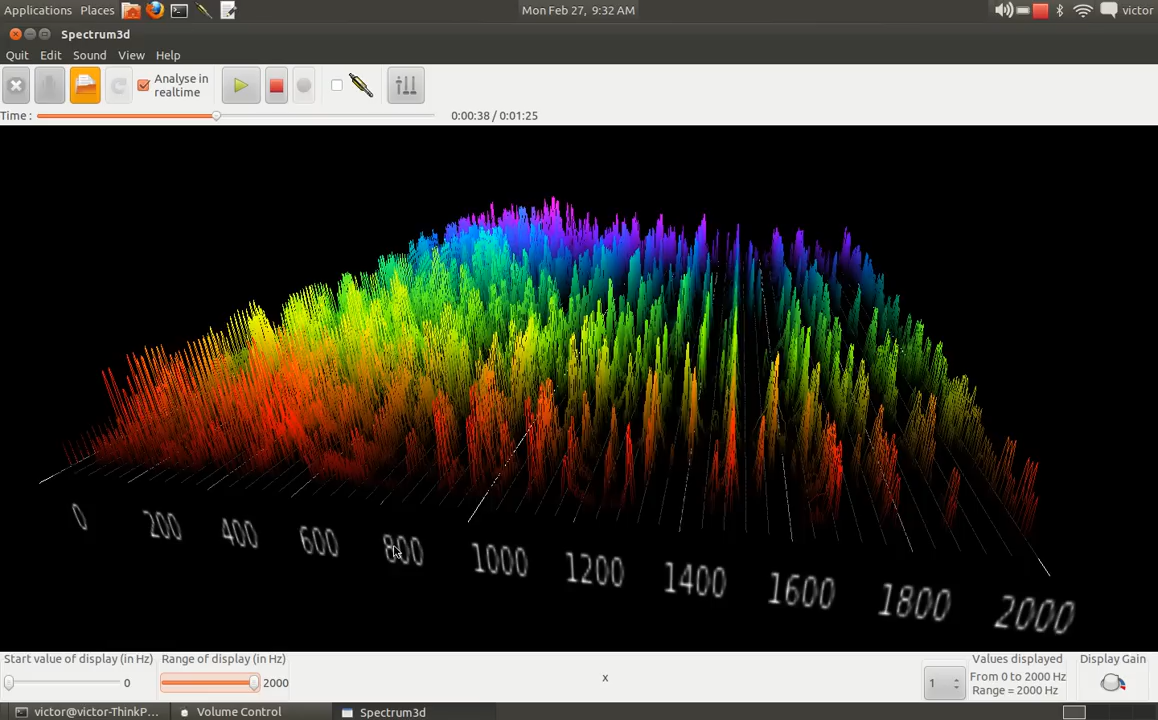 Applications Places Mon Feb 27, 9:32 AM victor
Spectrum3d
Quit Edit Sound View Help
Analyse in
realtime
Time : 0:00:38 / 0:01:25
0 200 400 600 800 1000 1200 1400 1600 1800 2000
Start value of display (in Hz) Range of display (in Hz) Values displayed Display Gain
0 2000 x 1 From 0 to 2000 Hz
Range = 2000 Hz
victor@victor-ThinkP... Volume Control Spectrum3d